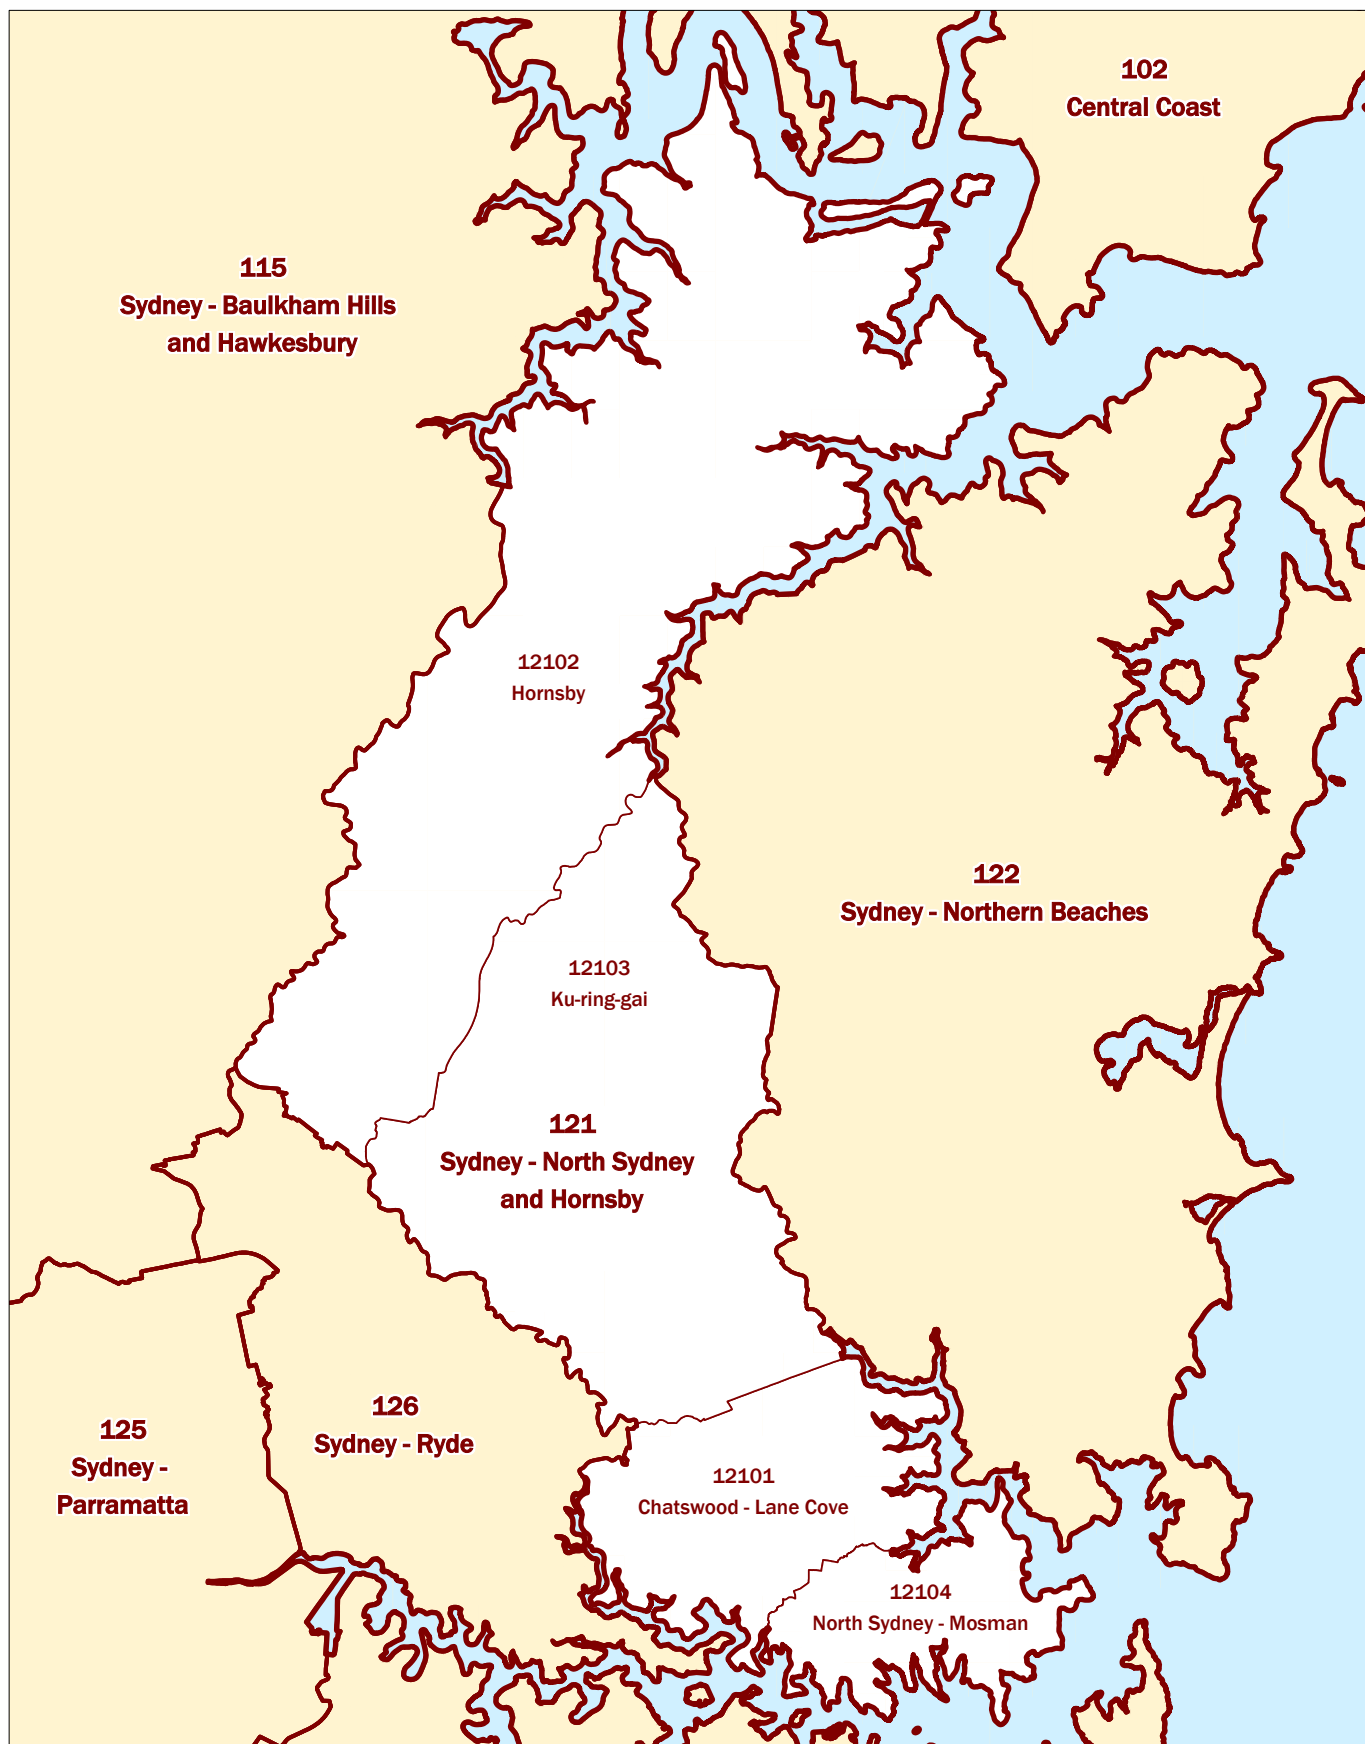 102
Central Coast
115
Sydney - Baulkham Hills
and Hawkesbury
12102
Hornsby
122
Sydney - Northern Beaches
12103
Ku-ring-gai
121
Sydney - North Sydney
and Hornsby
126
Sydney - Ryde
125
Sydney -
Parramatta
12101
Chatswood - Lane Cove
12104
North Sydney - Mosman